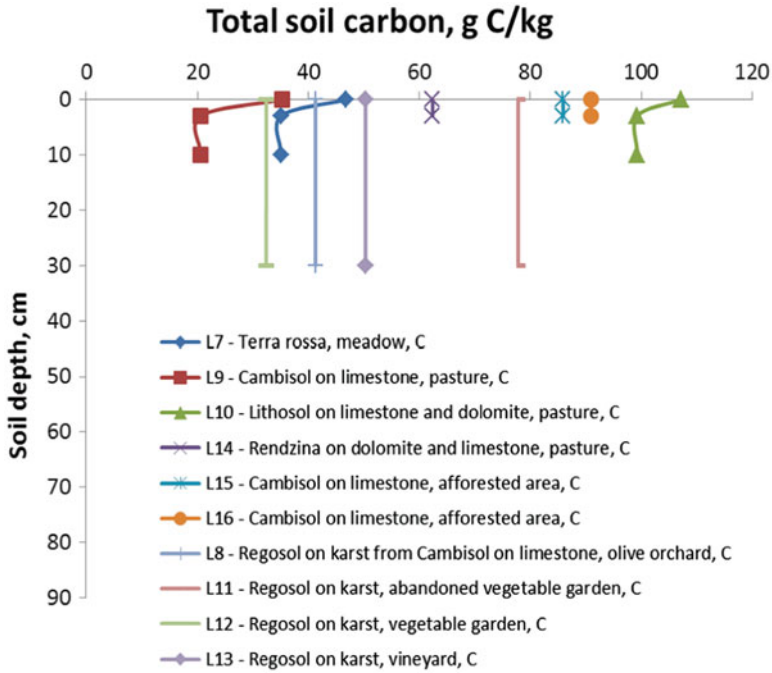 Total soil carbon, g C/kg
0 20 40 60 80 100 120
0
10
20
30
40
50
60
70
80
90
Soil depth, cm
L7 - Terra rossa, meadow, C
L9 - Cambisol on limestone, pasture, C
L10 - Lithosol on limestone and dolomite, pasture, C
L14 - Rendzina on dolomite and limestone, pasture, C
L15 - Cambisol on limestone, afforested area, C
L16 - Cambisol on limestone, afforested area, C
L8 - Regosol on karst from Cambisol on limestone, olive orchard, C
L11 - Regosol on karst, abandoned vegetable garden, C
L12 - Regosol on karst, vegetable garden, C
L13 - Regosol on karst, vineyard, C